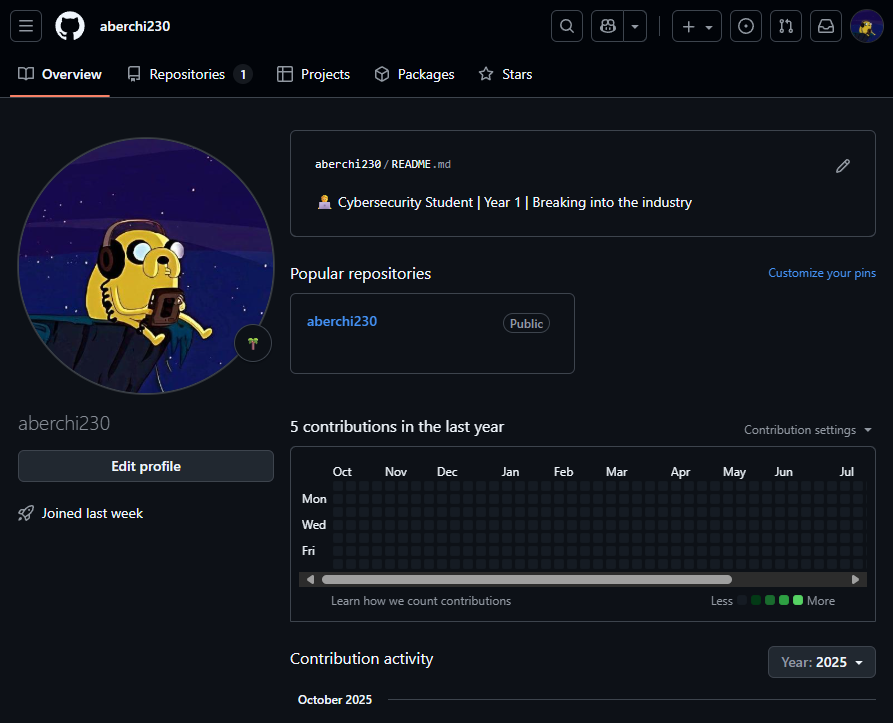 aberchi230
Overview Repositories 1 Projects Packages Stars
aberchi230/README.md
Cybersecurity Student | Year 1 | Breaking into the industry
Popular repositories Customize your pins
aberchi230 Public
aberchi230
Edit profile
Joined last week
5 contributions in the last year Contribution settings
Oct Nov Dec Jan Feb Mar Apr May Jun Jul
Mon
Wed
Fri
Learn how we count contributions Less More
Contribution activity Year: 2025
October 2025